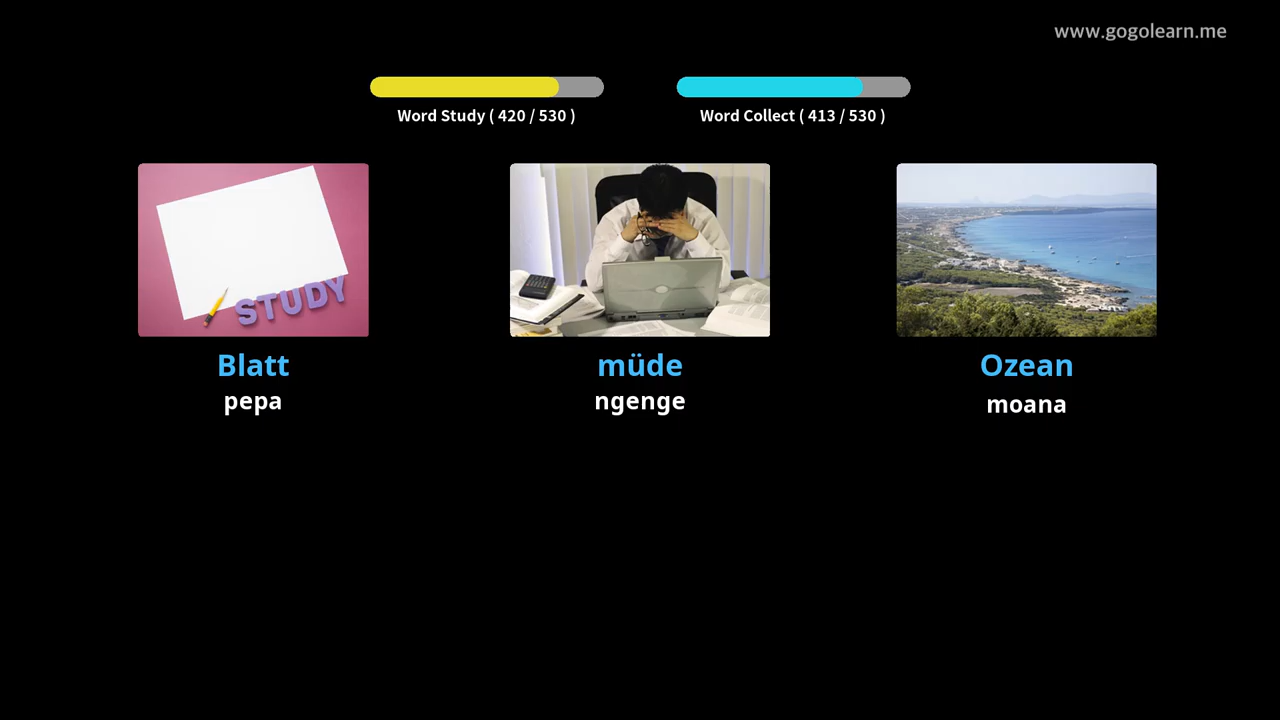 www.gogolearn.me
Word Study ( 420 / 530 )
Word Collect ( 413 / 530 )
STUDY
Blatt
pepa
müde
ngenge
Ozean
moana